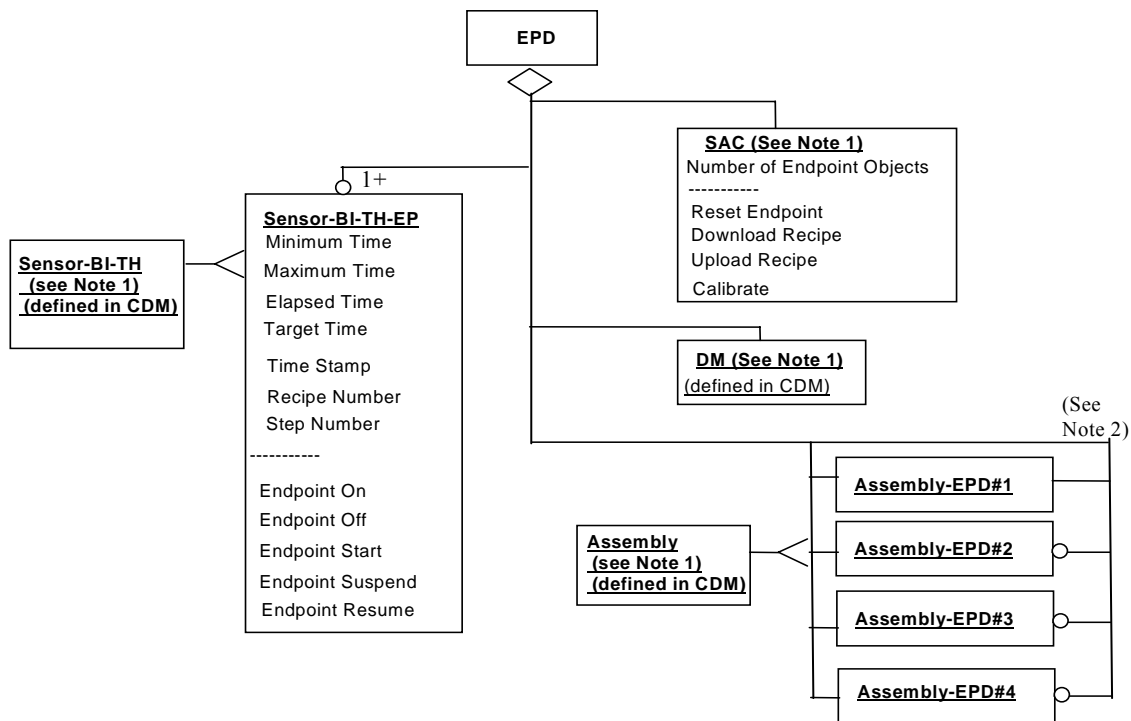 EPD
SAC (See Note 1)
Number of Endpoint Objects
-----------
Reset Endpoint
Download Recipe
Upload Recipe
Calibrate
1+
Sensor-BI-TH-EP
Minimum Time
Maximum Time
Elapsed Time
Target Time
Time Stamp
Recipe Number
Step Number
-----------
Endpoint On
Endpoint Off
Endpoint Start
Endpoint Suspend
Endpoint Resume
Sensor-BI-TH
(see Note 1)
(defined in CDM)
DM (See Note 1)
(defined in CDM)
(See
Note 2)
Assembly-EPD#1
Assembly-EPD#2
Assembly-EPD#3
Assembly-EPD#4
Assembly
(see Note 1)
(defined in CDM)